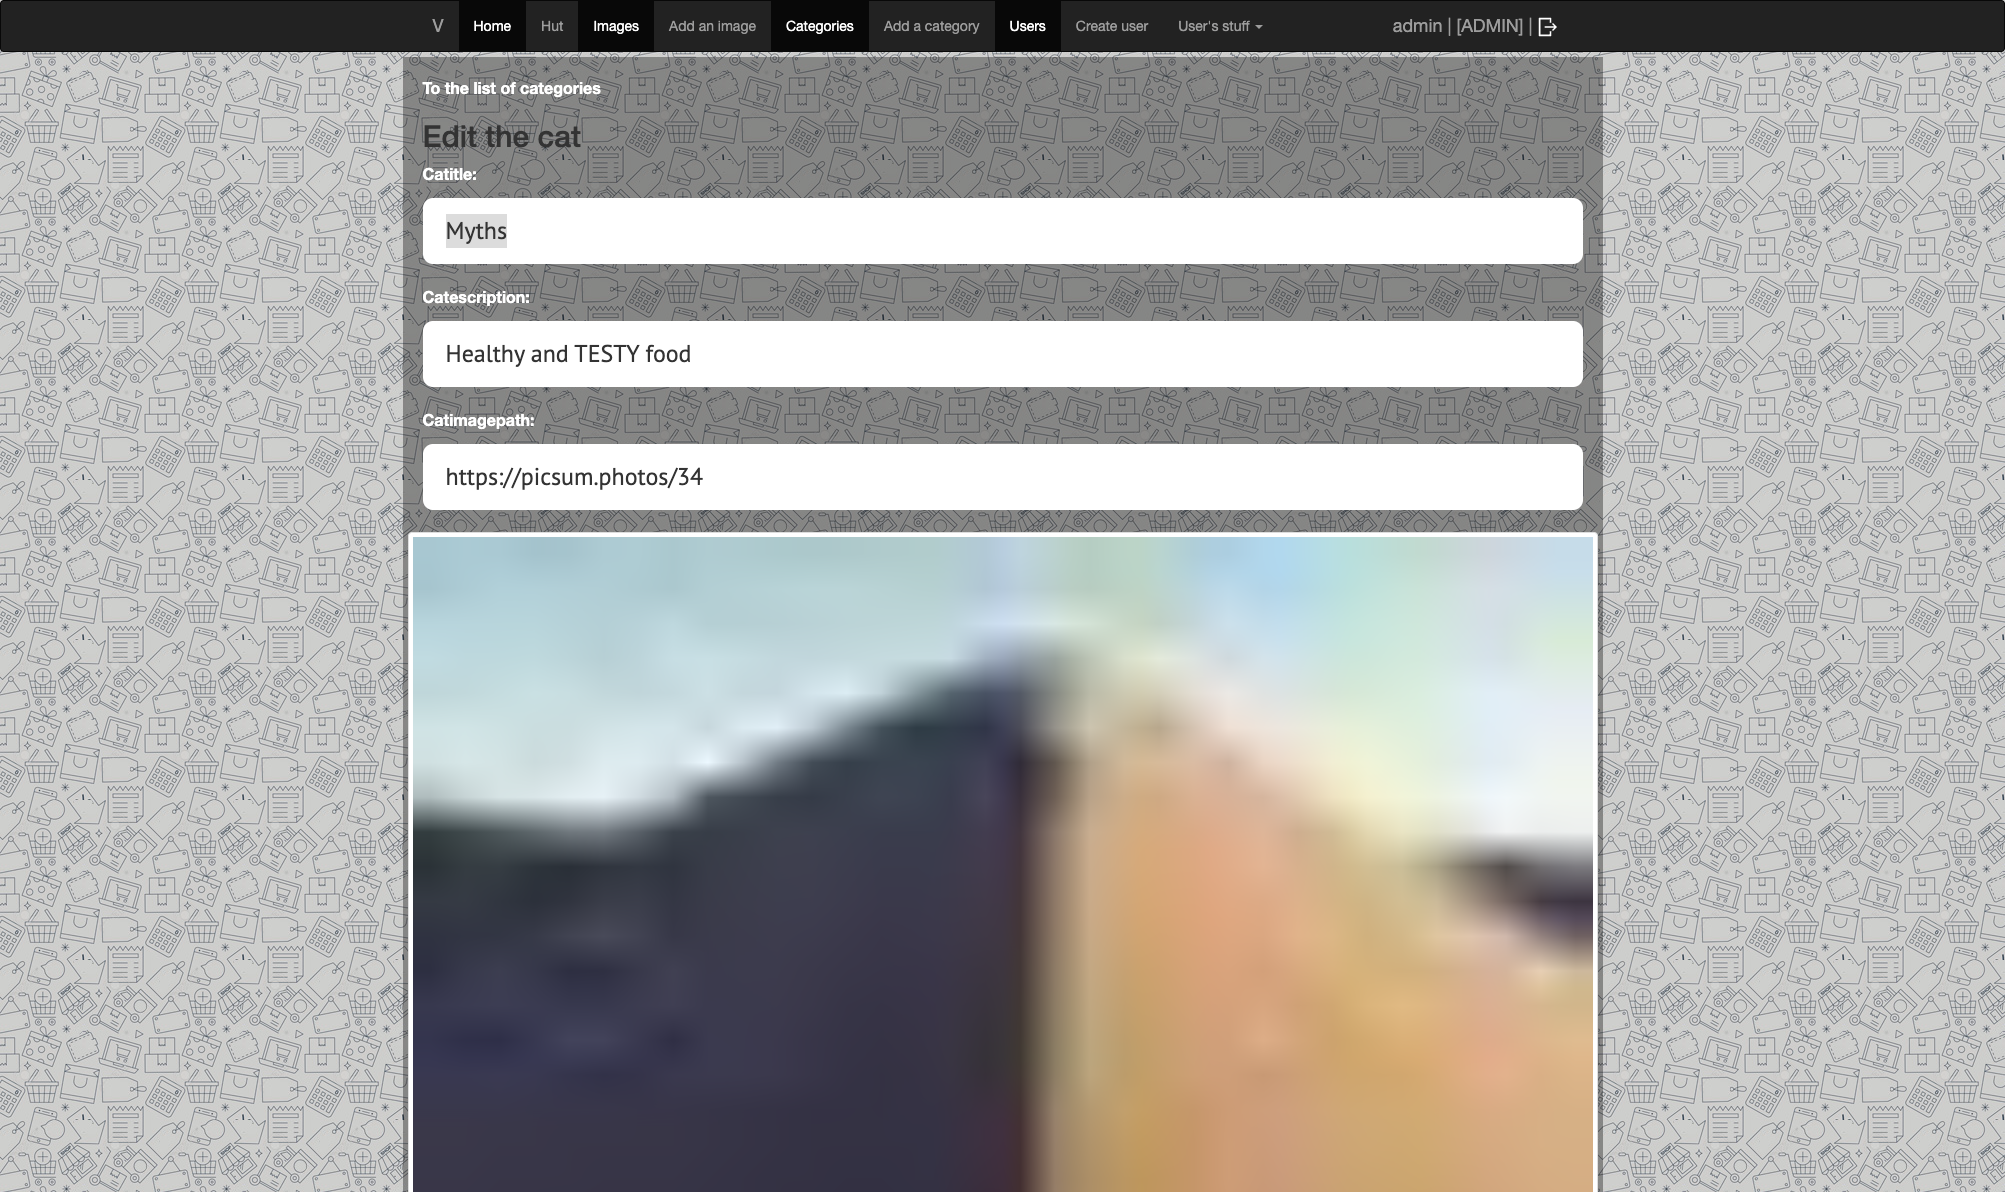 V Home Hut Images Add an image Categories Add a category Users Create user User's stuff admin | [ADMIN] |
To the list of categories
Edit the cat
Catitle:
Myths
Catescription:
Healthy and TESTY food
Catimagepath:
https://picsum.photos/34